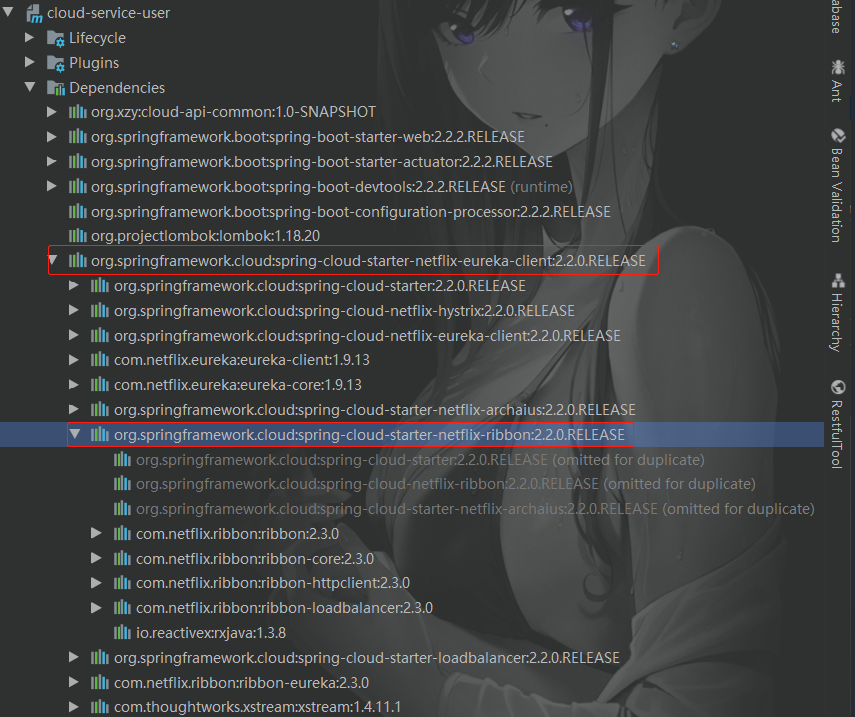 cloud-service-user
Lifecycle
Plugins
Dependencies
org.xzy:cloud-api-common:1.0-SNAPSHOT
org.springframework.boot:spring-boot-starter-web:2.2.2.RELEASE
org.springframework.boot:spring-boot-starter-actuator:2.2.2.RELEASE
org.springframework.boot:spring-boot-devtools:2.2.2.RELEASE (runtime)
org.springframework.boot:spring-boot-configuration-processor:2.2.2.RELEASE
org.projectlombok:lombok:1.18.20
org.springframework.cloud:spring-cloud-starter-netflix-eureka-client:2.2.0.RELEASE
org.springframework.cloud:spring-cloud-starter:2.2.0.RELEASE
org.springframework.cloud:spring-cloud-netflix-hystrix:2.2.0.RELEASE
org.springframework.cloud:spring-cloud-netflix-eureka-client:2.2.0.RELEASE
com.netflix.eureka:eureka-client:1.9.13
com.netflix.eureka:eureka-core:1.9.13
org.springframework.cloud:spring-cloud-starter-netflix-archaius:2.2.0.RELEASE
org.springframework.cloud:spring-cloud-starter-netflix-ribbon:2.2.0.RELEASE
org.springframework.cloud:spring-cloud-starter:2.2.0.RELEASE (omitted for duplicate)
org.springframework.cloud:spring-cloud-netflix-ribbon:2.2.0.RELEASE (omitted for duplicate)
org.springframework.cloud:spring-cloud-starter-netflix-archaius:2.2.0.RELEASE (omitted for duplicate)
com.netflix.ribbon:ribbon:2.3.0
com.netflix.ribbon:ribbon-core:2.3.0
com.netflix.ribbon:ribbon-httpclient:2.3.0
com.netflix.ribbon:ribbon-loadbalancer:2.3.0
io.reactivex:rxjava:1.3.8
org.springframework.cloud:spring-cloud-starter-loadbalancer:2.2.0.RELEASE
com.netflix.ribbon:ribbon-eureka:2.3.0
com.thoughtworks.xstream:xstream:1.4.11.1
abase
Ant
Bean Validation
Hierarchy
RestfulTool